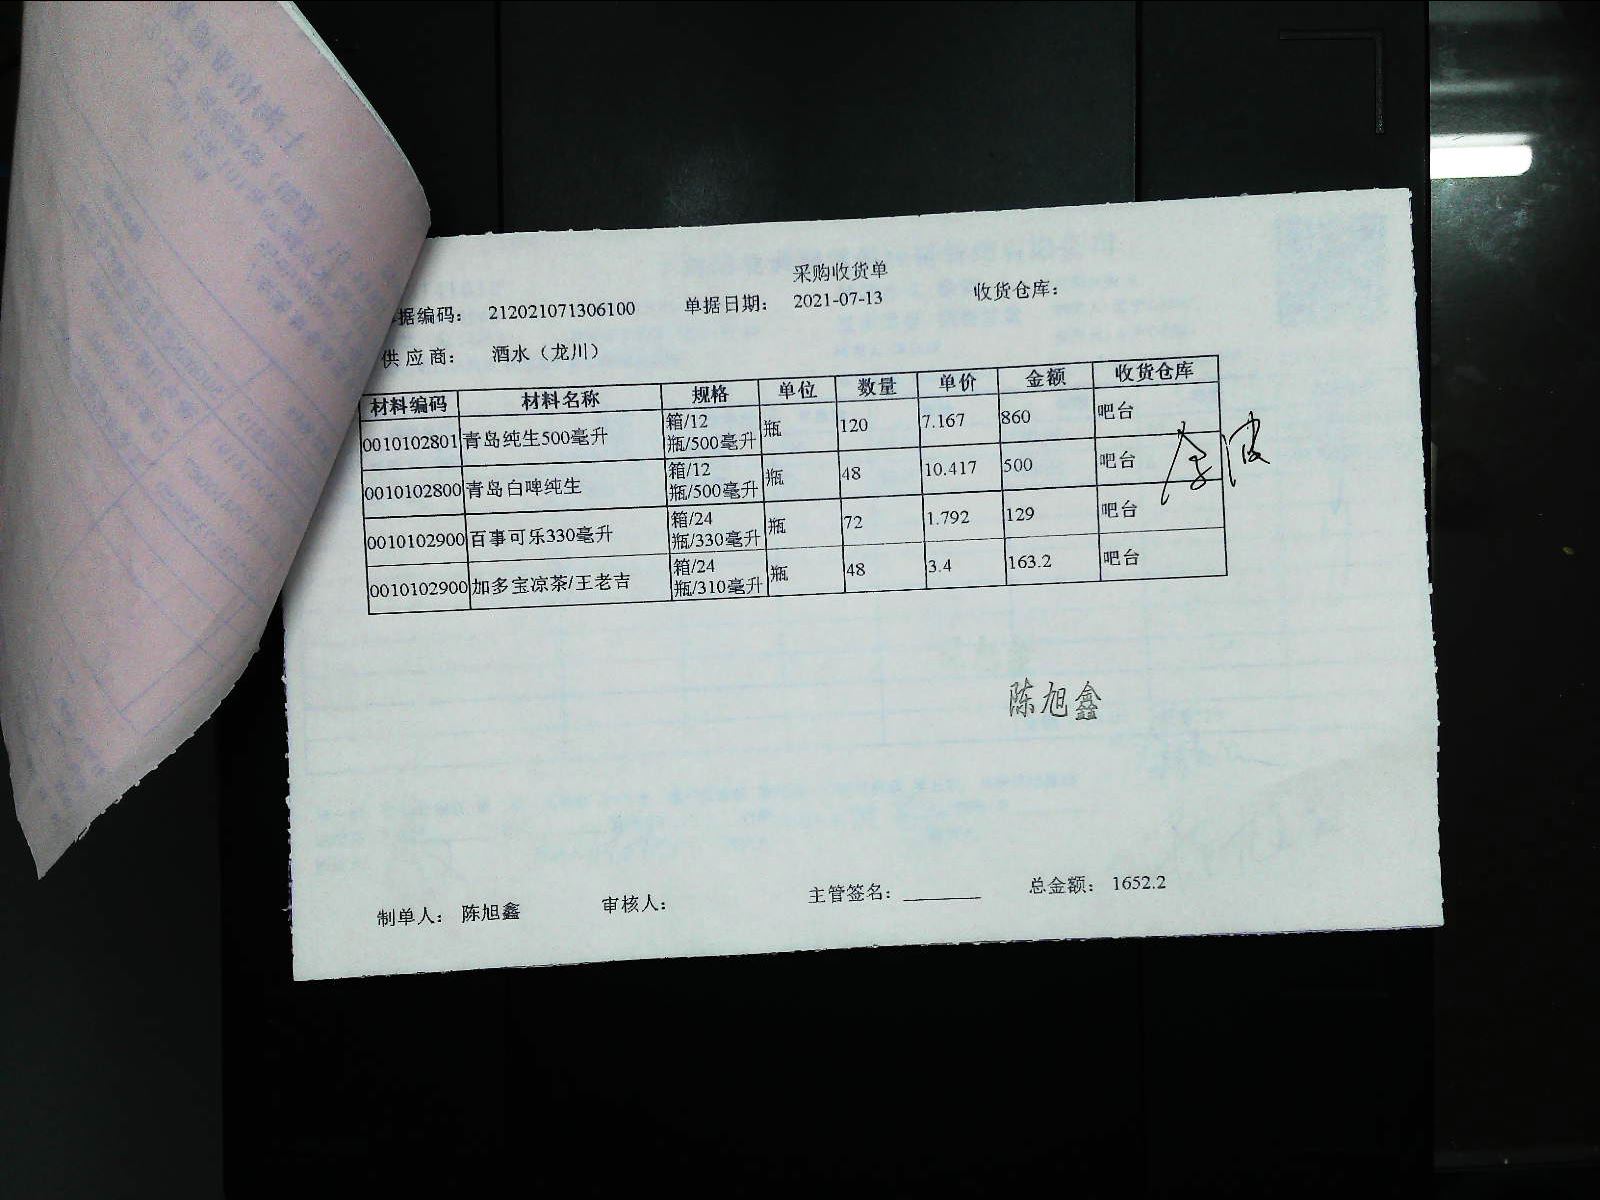 采购收货单
据编码： 212021071306100 单据日期： 2021-07-13 收货仓库：
供 应 商： 酒水（龙川）
材料编码 材料名称 规格 单位 数量 单价 金额 收货仓库
0010102801 青岛纯生500毫升 箱/12瓶/500毫升 瓶 120 7.167 860 吧台
0010102800 青岛白啤纯生 箱/12瓶/500毫升 瓶 48 10.417 500 吧台
0010102900 百事可乐330毫升 箱/24瓶/330毫升 瓶 72 1.792 129 吧台
0010102900 加多宝凉茶/王老吉 箱/24瓶/310毫升 瓶 48 3.4 163.2 吧台
陈旭鑫
制单人： 陈旭鑫 审核人： 主管签名： 总金额： 1652.2